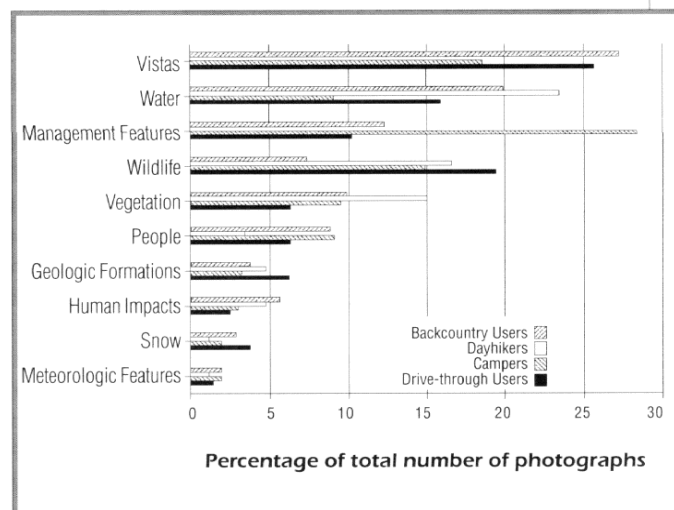 Vistas
Water
Management Features
Wildlife
Vegetation
People
Geologic Formations
Human Impacts
Snow
Meteorologic Features
Backcountry Users
Dayhikers
Campers
Drive-through Users
0 5 10 15 20 25 30
Percentage of total number of photographs